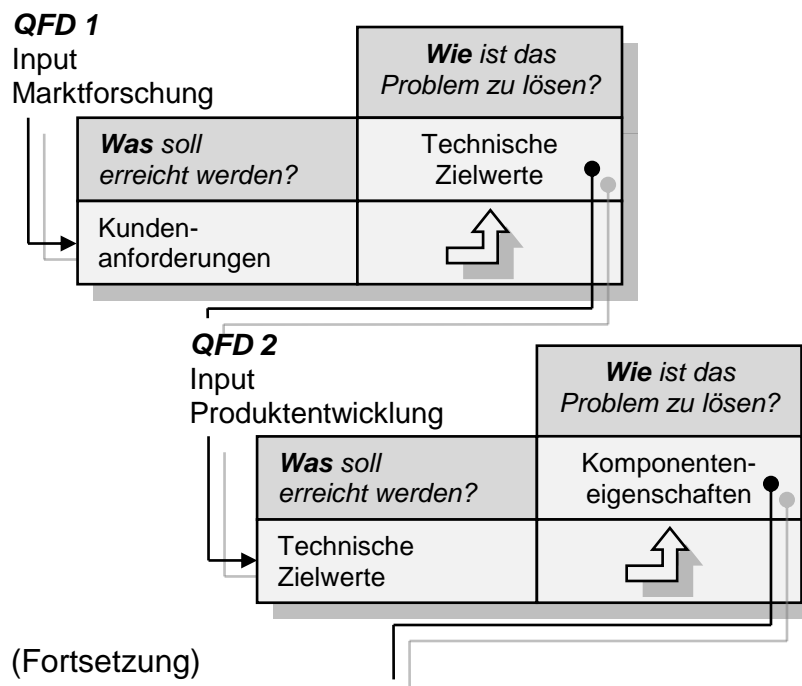 QFD 1
Input
Marktforschung
Wie ist das
Problem zu lösen?
Was soll
erreicht werden?
Technische
Zielwerte
Kunden-
anforderungen
QFD 2
Input
Produktentwicklung
Wie ist das
Problem zu lösen?
Was soll
erreicht werden?
Komponenten-
eigenschaften
Technische
Zielwerte
(Fortsetzung)